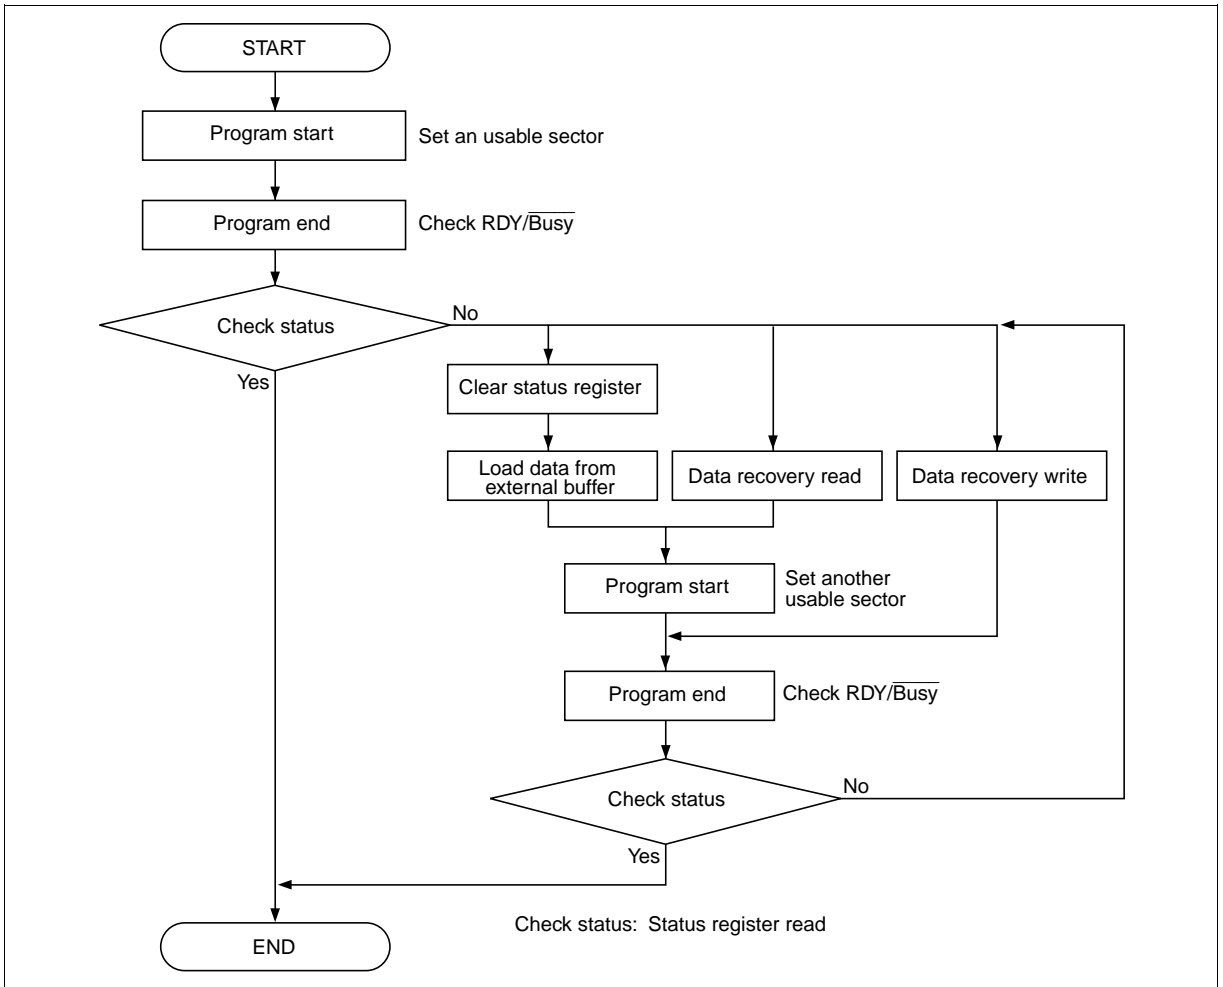 START
Program start
Set an usable sector
Program end
Check RDY/B̅u̅s̅y̅
Check status
No
Yes
Clear status register
Load data from
external buffer
Data recovery read
Data recovery write
Program start
Set another
usable sector
Program end
Check RDY/B̅u̅s̅y̅
Check status
No
Yes
Check status: Status register read
END